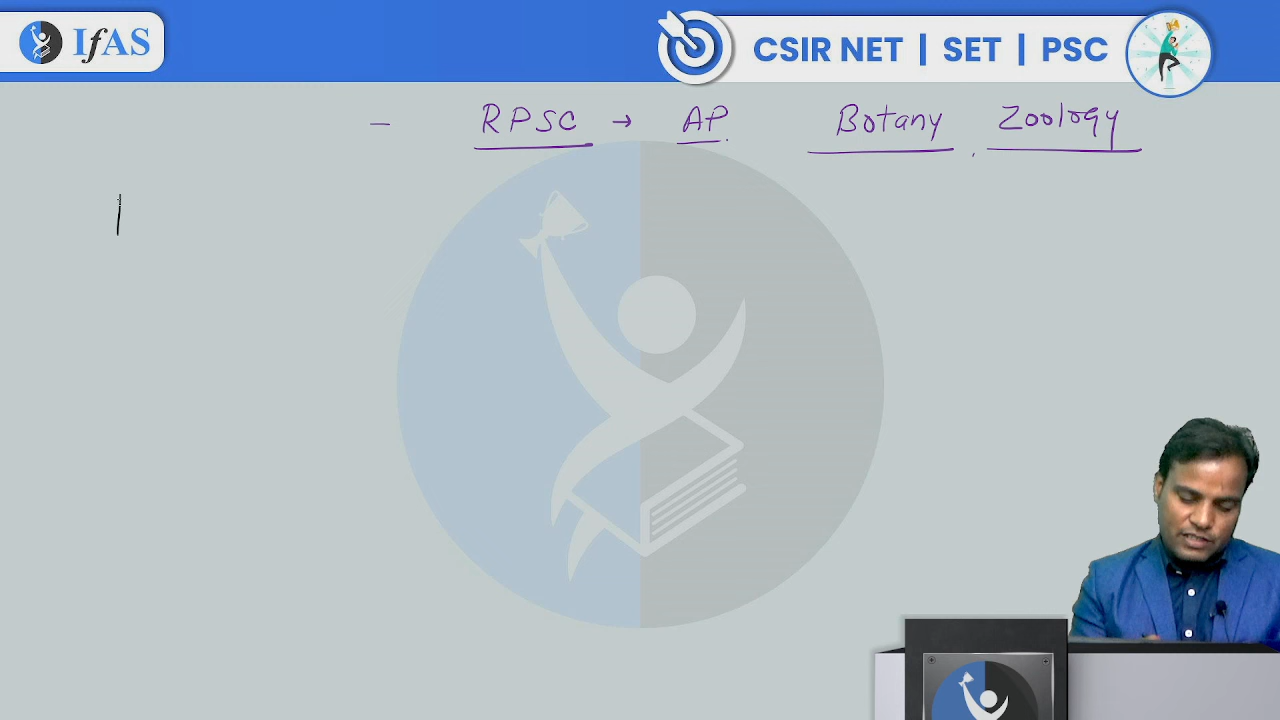 IfAS
CSIR NET | SET | PSC
- RPSC → AP. Botany, Zoology